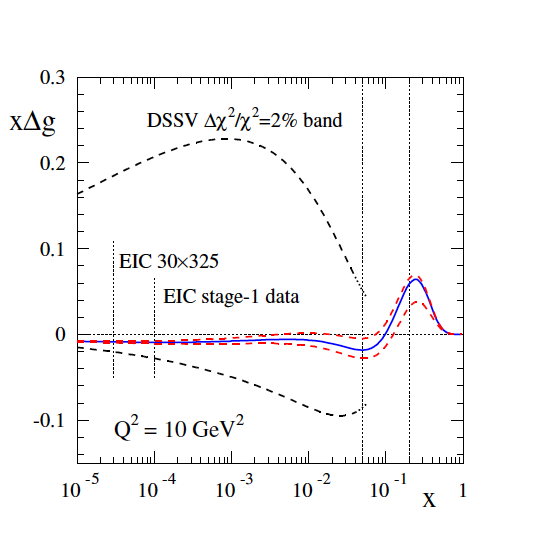 0.3
xΔg
DSSV Δχ²/χ²=2% band
0.2
0.1
EIC 30×325
EIC stage-1 data
0
-0.1
Q² = 10 GeV²
10⁻⁵ 10⁻⁴ 10⁻³ 10⁻² 10⁻¹ 1
x